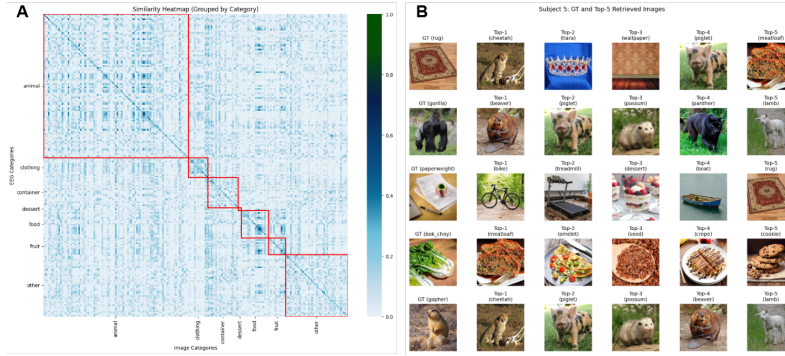 A
Similarity Heatmap (Grouped by Category)
EEG Categories
animal
clothing
container
dessert
food
fruit
other
animal
clothing
container
dessert
food
fruit
other
Image Categories
1.0
0.8
0.6
0.4
0.2
0.0
B
Subject 5: GT and Top-5 Retrieved Images
GT (rug)
Top-1
(cheetah)
Top-2
(tiara)
Top-3
(wallpaper)
Top-4
(piglet)
Top-5
(meatloaf)
GT (gorilla)
Top-1
(beaver)
Top-2
(piglet)
Top-3
(possum)
Top-4
(panther)
Top-5
(lamb)
GT (paperweight)
Top-1
(bike)
Top-2
(treadmill)
Top-3
(dessert)
Top-4
(boat)
Top-5
(rug)
GT (bok_choy)
Top-1
(meatloaf)
Top-2
(omelet)
Top-3
(seed)
Top-4
(crepe)
Top-5
(cookie)
GT (gopher)
Top-1
(cheetah)
Top-2
(piglet)
Top-3
(possum)
Top-4
(beaver)
Top-5
(lamb)